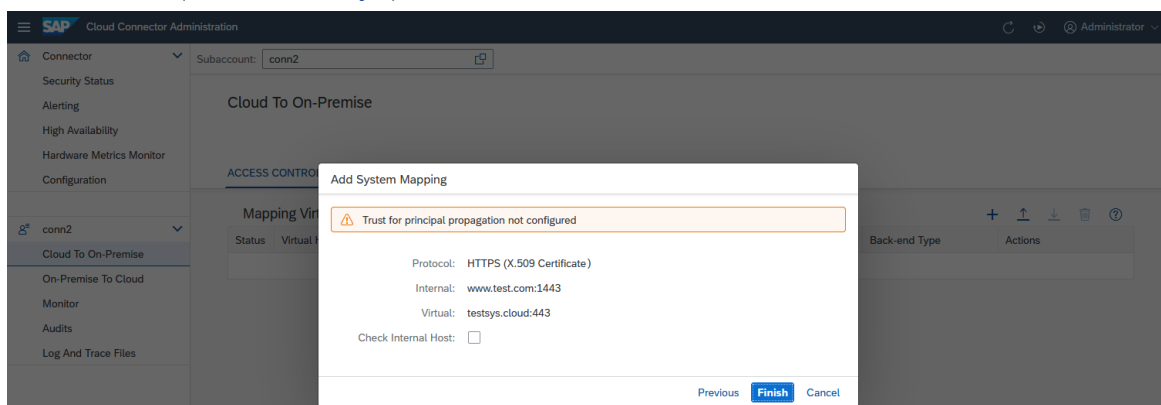 SAP Cloud Connector Administration Administrator
Connector
Subaccount: conn2
Security Status
Alerting
High Availability
Hardware Metrics Monitor
Configuration
conn2
Cloud To On-Premise
On-Premise To Cloud
Monitor
Audits
Log And Trace Files
Cloud To On-Premise
ACCESS CONTROL
Mapping Virt
Status Virtual H Back-end Type Actions
Add System Mapping
Trust for principal propagation not configured
Protocol: HTTPS (X.509 Certificate)
Internal: www.test.com:1443
Virtual: testsys.cloud:443
Check Internal Host:
Previous Finish Cancel